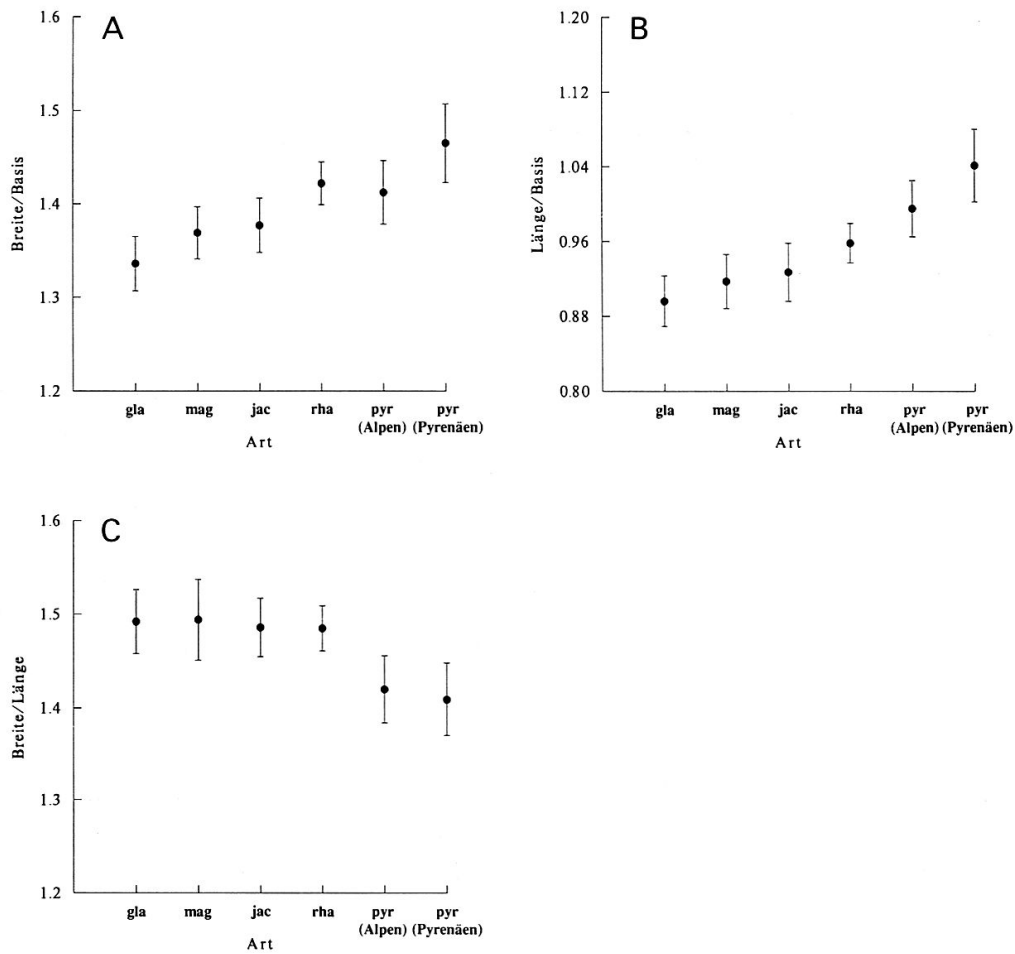 A
1.6
1.5
1.4
1.3
1.2
Breite/Basis
gla mag jac rha pyr pyr
(Alpen) (Pyrenäen)
Art
B
1.20
1.12
1.04
0.96
0.88
0.80
Länge/Basis
gla mag jac rha pyr pyr
(Alpen) (Pyrenäen)
Art
C
1.6
1.5
1.4
1.3
1.2
Breite/Länge
gla mag jac rha pyr pyr
(Alpen) (Pyrenäen)
Art